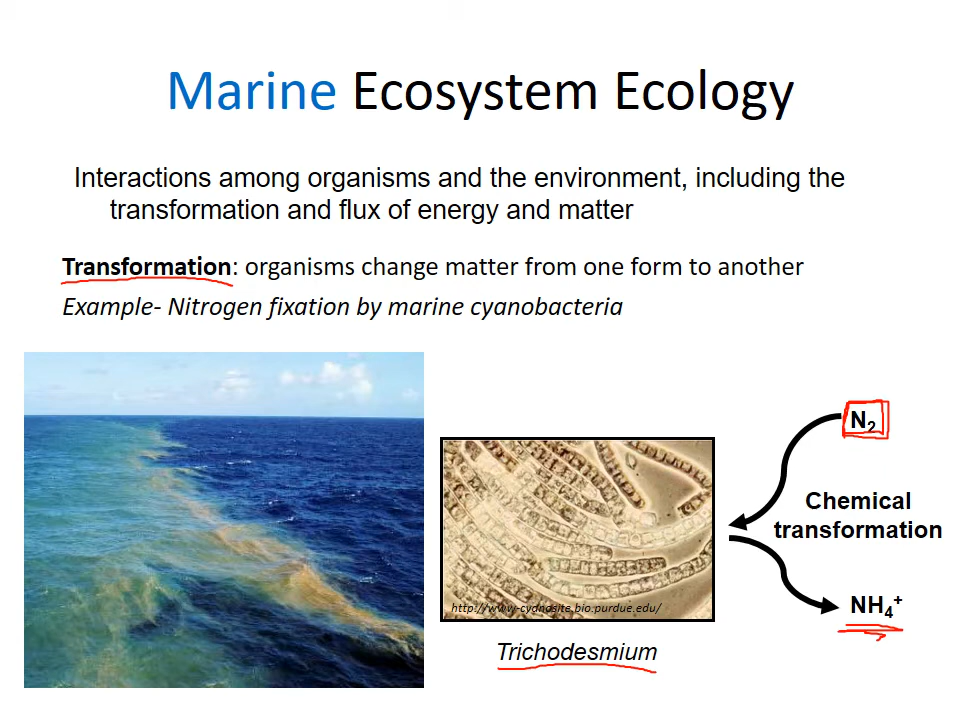 Marine Ecosystem Ecology
Interactions among organisms and the environment, including the
transformation and flux of energy and matter
Transformation: organisms change matter from one form to another
Example- Nitrogen fixation by marine cyanobacteria
N₂
Chemical
transformation
NH₄⁺
http://www-cyanosite.bio.purdue.edu/
Trichodesmium